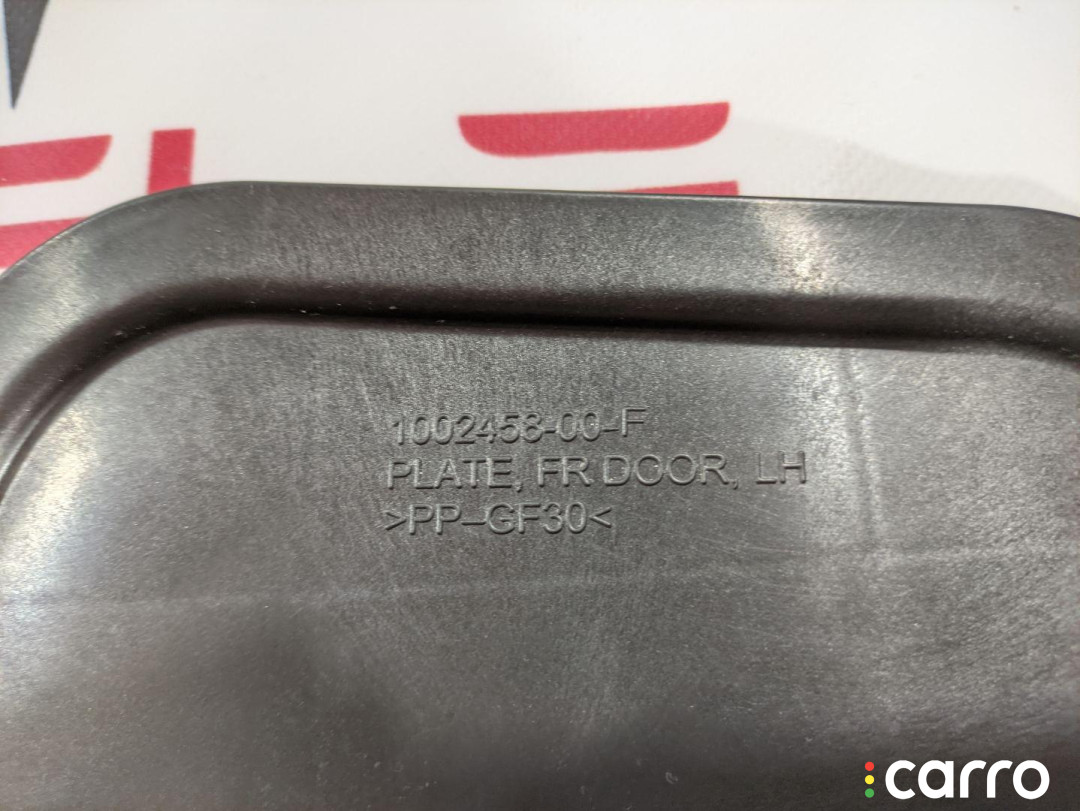 1002458-00-F
PLATE, FR DOOR, LH
>PP-GF30<
carro